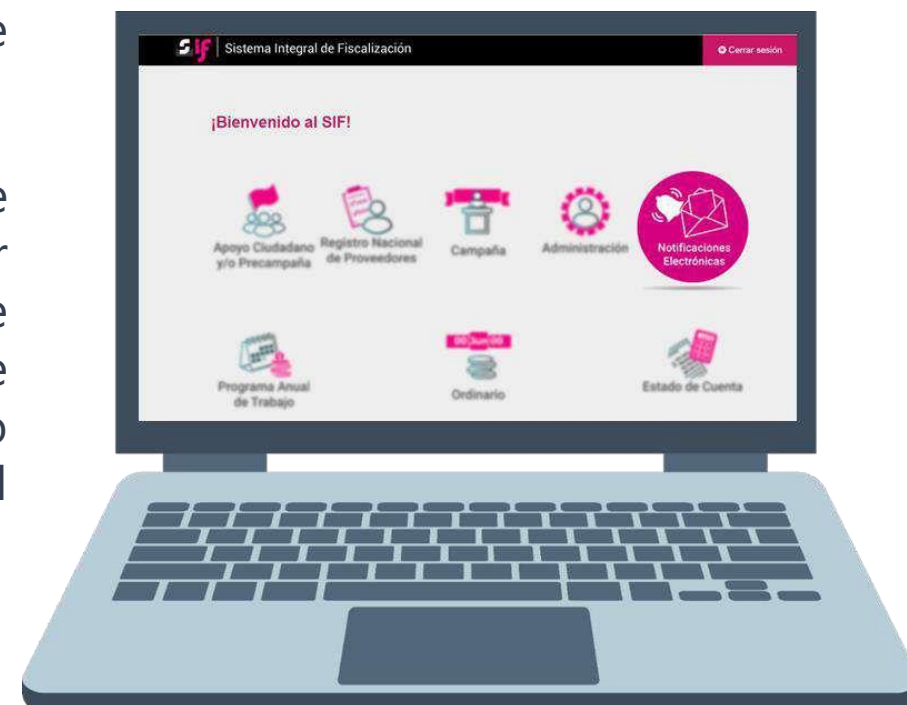 SIF Sistema Integral de Fiscalización
Cerrar sesión
¡Bienvenido al SIF!
Apoyo Ciudadano
y/o Precampaña
Registro Nacional
de Proveedores
Campaña
Administración
Notificaciones
Electrónicas
Programa Anual
de Trabajo
Ordinario
Estado de Cuenta
e
e
r
e
e
o
l